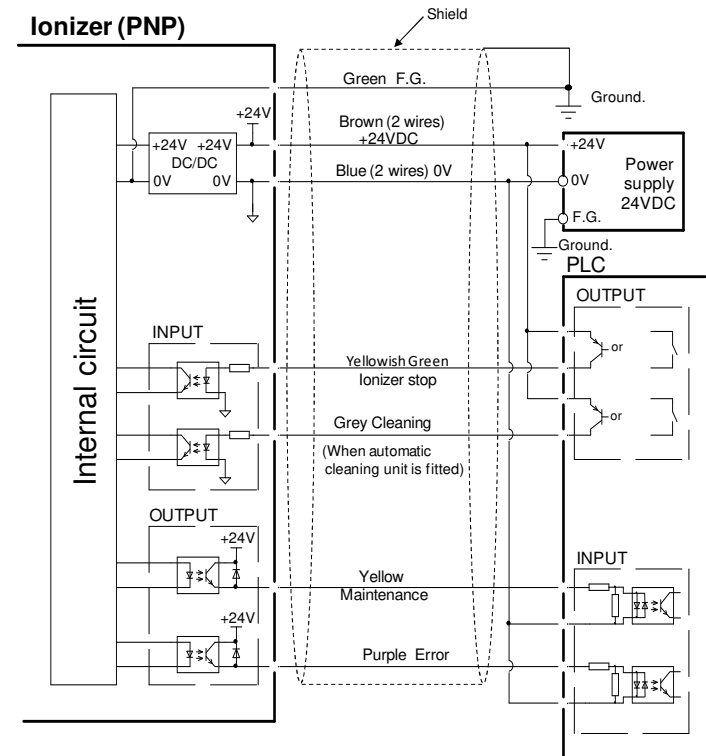 Ionizer (PNP)
Shield
Green F.G.
Ground.
+24V
Brown (2 wires)
+24VDC
+24V +24V
DC/DC
0V 0V
Blue (2 wires) 0V
+24V
0V
F.G.
Power
supply
24VDC
Ground.
PLC
Internal circuit
INPUT
OUTPUT
Yellowish Green
Ionizer stop
or
Grey Cleaning
or
(When automatic
cleaning unit is fitted)
OUTPUT
+24V
INPUT
Yellow
Maintenance
+24V
Purple Error